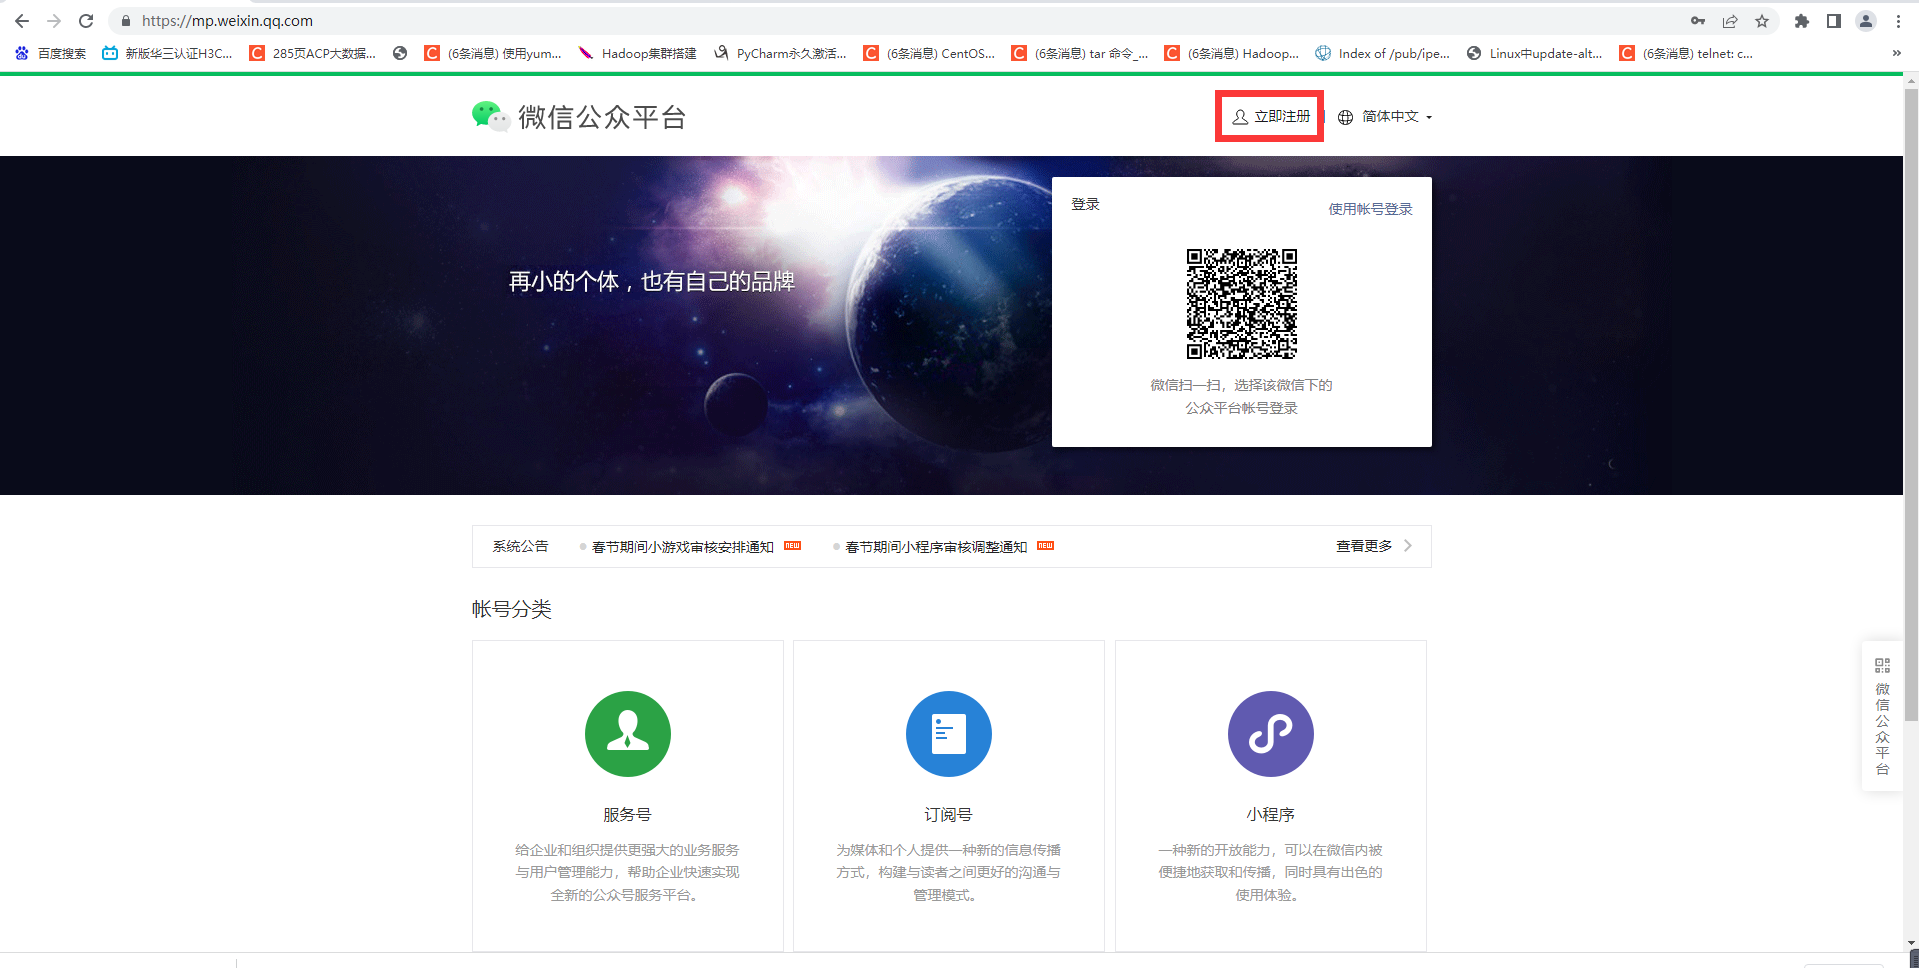 https://mp.weixin.qq.com
百度搜索 新版华三认证H3C... 285页ACP大数据... (6条消息) 使用yum... Hadoop集群搭建 PyCharm永久激活... (6条消息) CentOS... (6条消息) tar 命令_... (6条消息) Hadoop... Index of /pub/ipe... Linux中update-alt... (6条消息) telnet: c... »
微信公众平台
立即注册 简体中文
登录
使用帐号登录
再小的个体，也有自己的品牌
微信扫一扫，选择该微信下的
公众平台帐号登录
系统公告 春节期间小游戏审核安排通知 NEW 春节期间小程序审核调整通知 NEW 查看更多
帐号分类
服务号
给企业和组织提供更强大的业务服务
与用户管理能力，帮助企业快速实现
全新的公众号服务平台。
订阅号
为媒体和个人提供一种新的信息传播
方式，构建与读者之间更好的沟通与
管理模式。
小程序
一种新的开放能力，可以在微信内被
便捷地获取和传播，同时具有出色的
使用体验。
微信公众平台